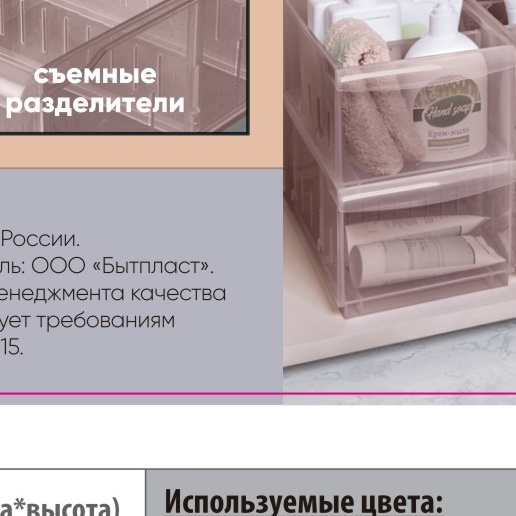 съемные
разделители
Hand soap
Крем-мыло
России.
ль: ООО «Бытпласт».
енеджмента качества
ует требованиям
15.
а*высота)
Используемые цвета: